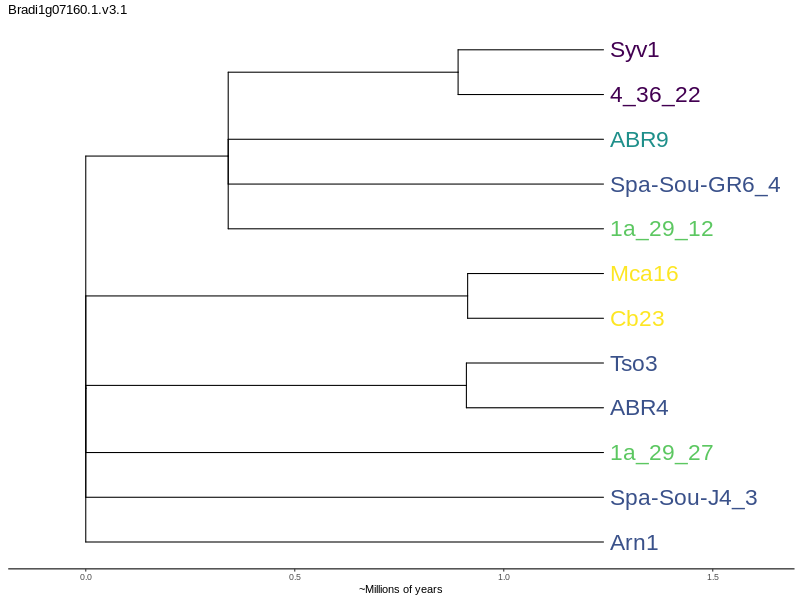 Bradi1g07160.1.v3.1
Syv1
4_36_22
ABR9
Spa-Sou-GR6_4
1a_29_12
Mca16
Cb23
Tso3
ABR4
1a_29_27
Spa-Sou-J4_3
Arn1
0.0 0.5 1.0 1.5
~Millions of years